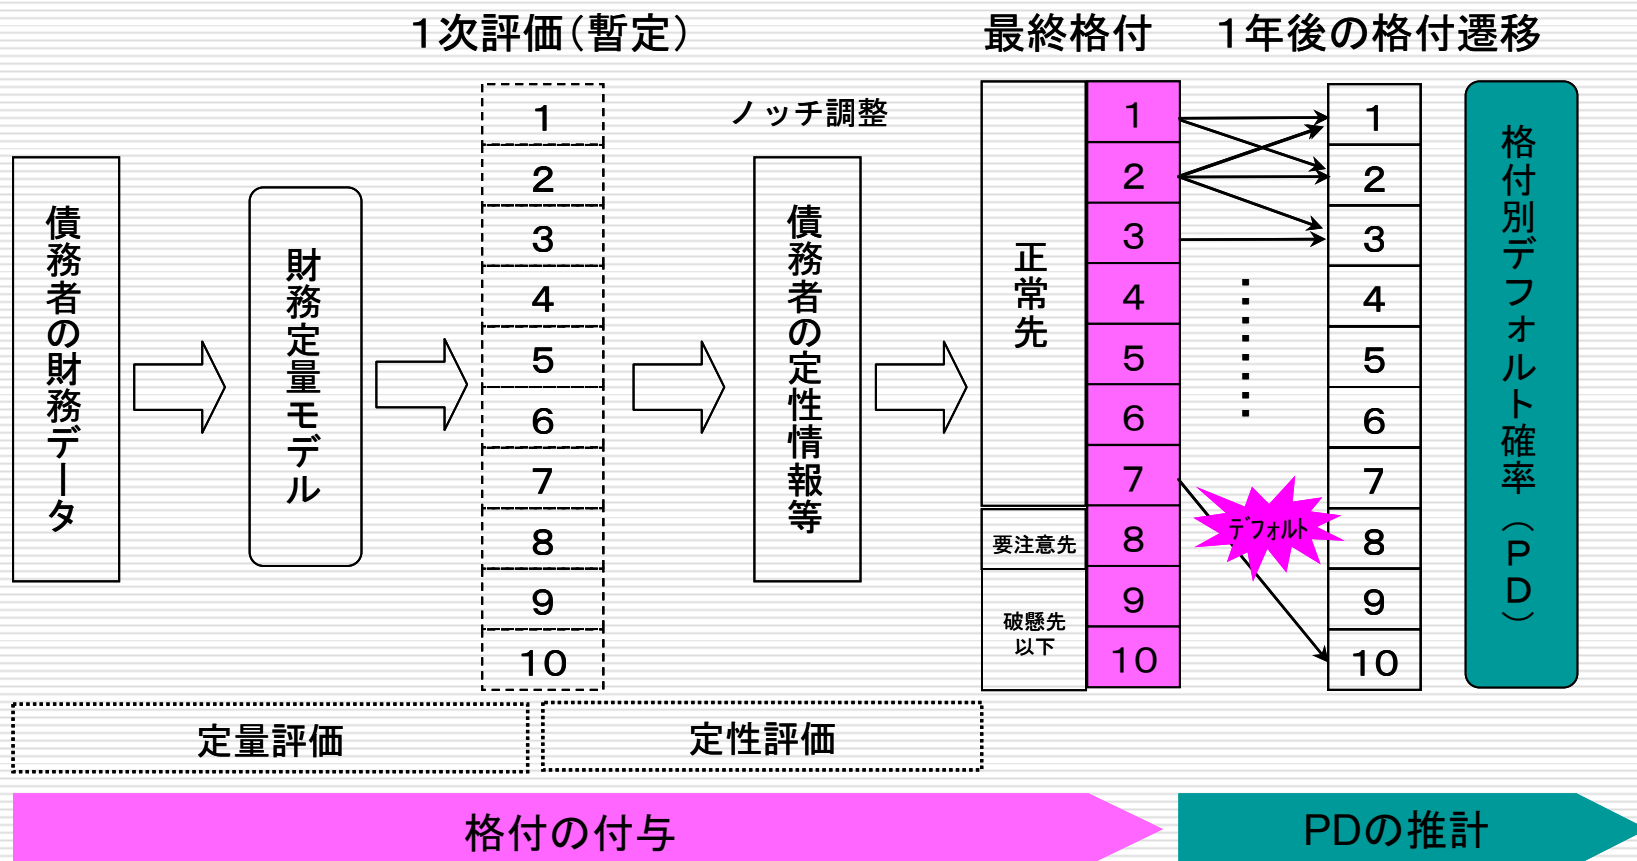 1次評価（暫定）
最終格付
1年後の格付遷移
債務者の財務データ
財務定量モデル
1
2
3
4
5
6
7
8
9
10
ノッチ調整
債務者の定性情報等
正常先
要注意先
破懸先
以下
1
2
3
4
5
6
7
8
9
10
デフォルト
1
2
3
4
5
6
7
8
9
10
格付別デフォルト確率（PD）
定量評価
定性評価
格付の付与
PDの推計